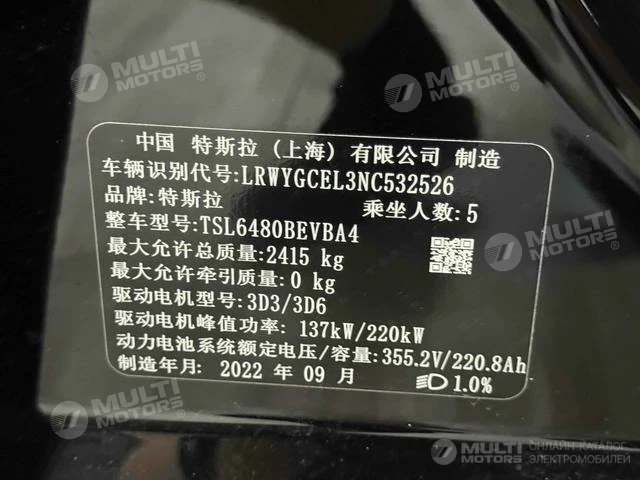 MULTI MOTORS®
MULTI MOTORS®
中国 特斯拉 (上海) 有限公司 制造
车辆识别代号:LRWYGCEL3NC532526
品牌:特斯拉 乘坐人数:5
整车型号:TSL6480BEVBA4
最大允许总质量:2415 kg
最大允许牵引质量:0 kg
驱动电机型号:3D3/3D6
驱动电机峰值功率: 137kW/220kW
动力电池系统额定电压/容量:355.2V/220.8Ah
制造年月: 2022 年 09 月 1.0%
MULTI MOTORS®
MULTI MOTORS®
ОНЛАЙН-КАТАЛОГ
ЭЛЕКТРОМОБИЛЕЙ